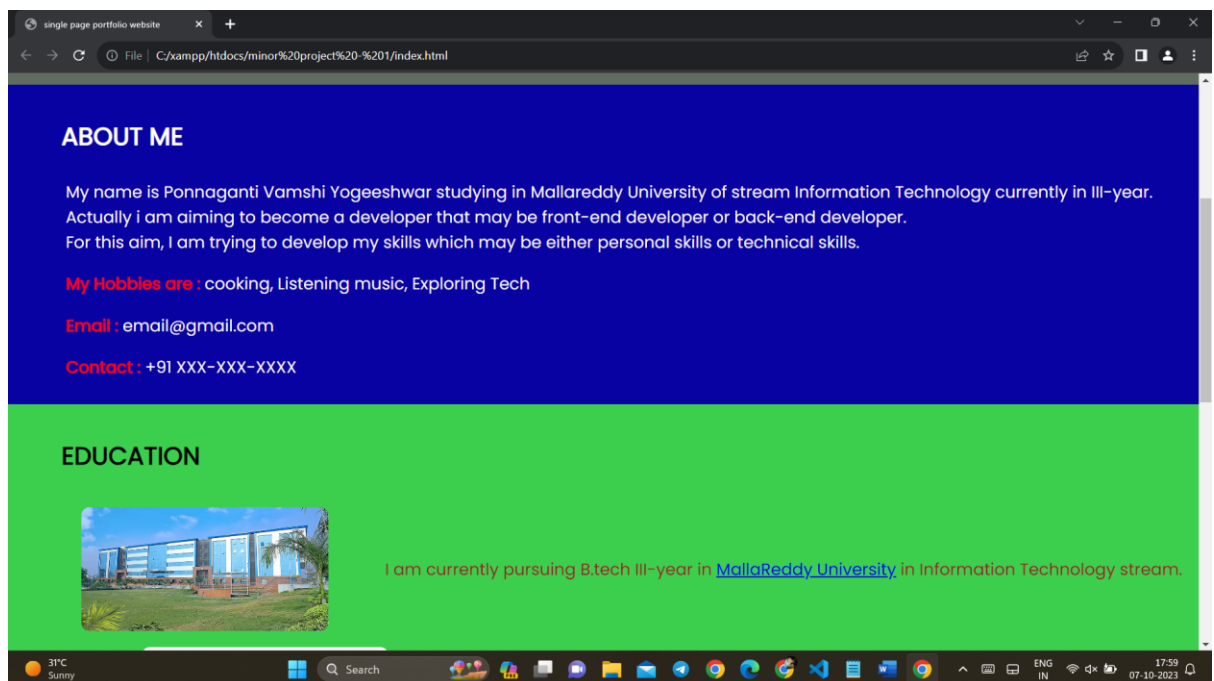 single page portfolio website
File
C:/xampp/htdocs/minor%20project%20-%201/index.html
ABOUT ME
My name is Ponnaganti Vamshi Yogeeshwar studying in Mallareddy University of stream Information Technology currently in III-year.
Actually i am aiming to become a developer that may be front-end developer or back-end developer.
For this aim, I am trying to develop my skills which may be either personal skills or technical skills.
My Hobbies are : cooking, Listening music, Exploring Tech
Email : email@gmail.com
Contact : +91 XXX-XXX-XXXX
EDUCATION
I am currently pursuing B.tech III-year in MallaReddy University in Information Technology stream.
31°C
Sunny
Search
ENG
IN
17:59
07-10-2023